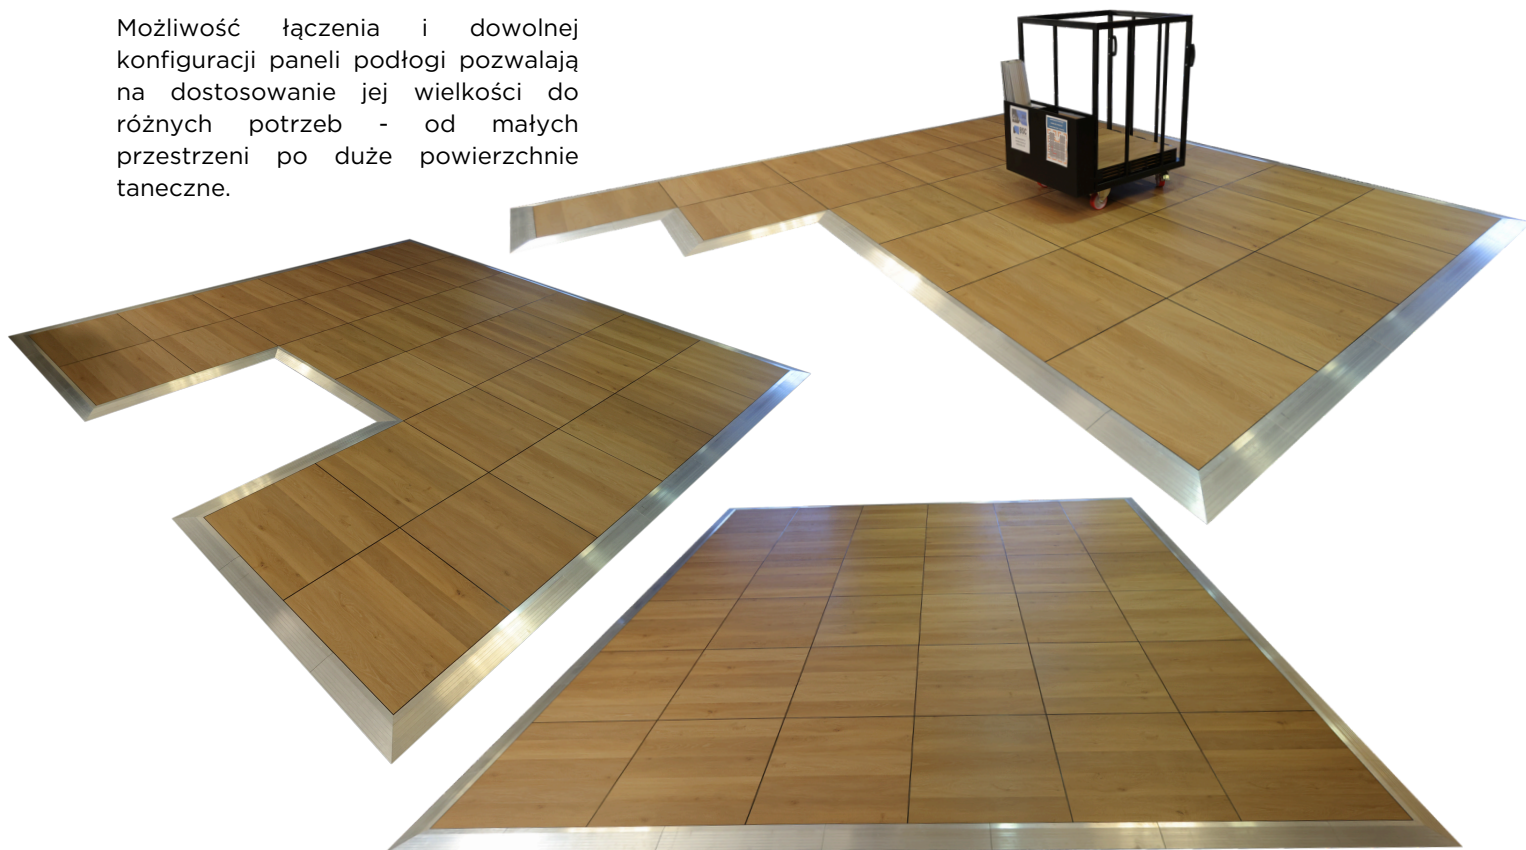 Możliwość łączenia i dowolnej
konfiguracji paneli podłogi pozwalają
na dostosowanie jej wielkości do
różnych potrzeb - od małych
przestrzeni po duże powierzchnie
taneczne.